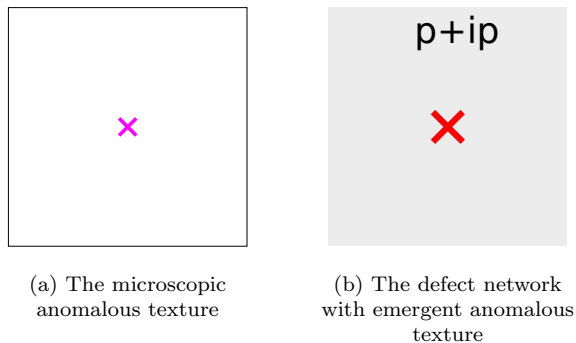 p+ip
(a) The microscopic
anomalous texture
(b) The defect network
with emergent anomalous
texture